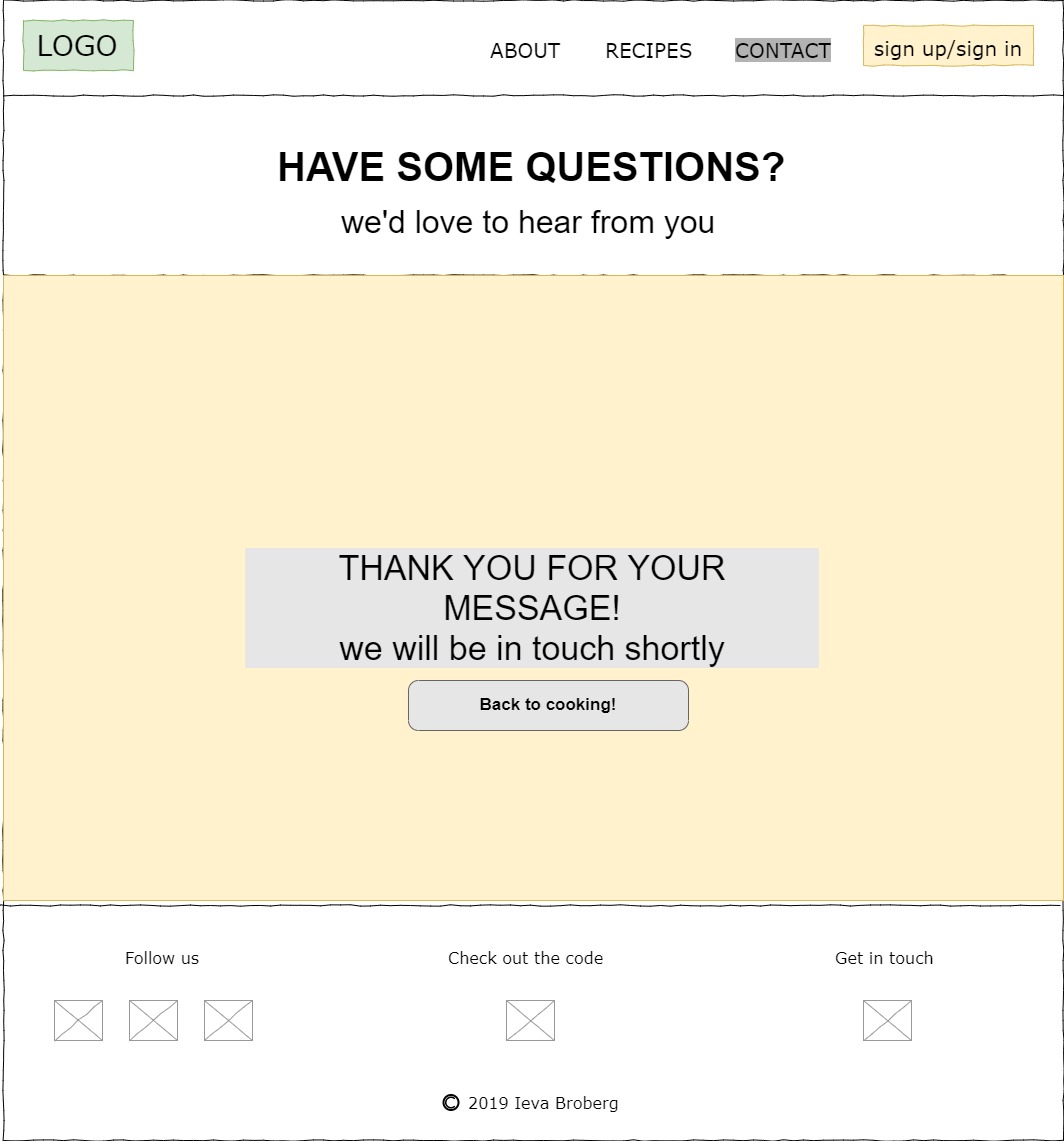 LOGO
ABOUT RECIPES CONTACT sign up/sign in
HAVE SOME QUESTIONS?
we'd love to hear from you
THANK YOU FOR YOUR
MESSAGE!
we will be in touch shortly
Back to cooking!
Follow us Check out the code Get in touch
© 2019 Ieva Broberg